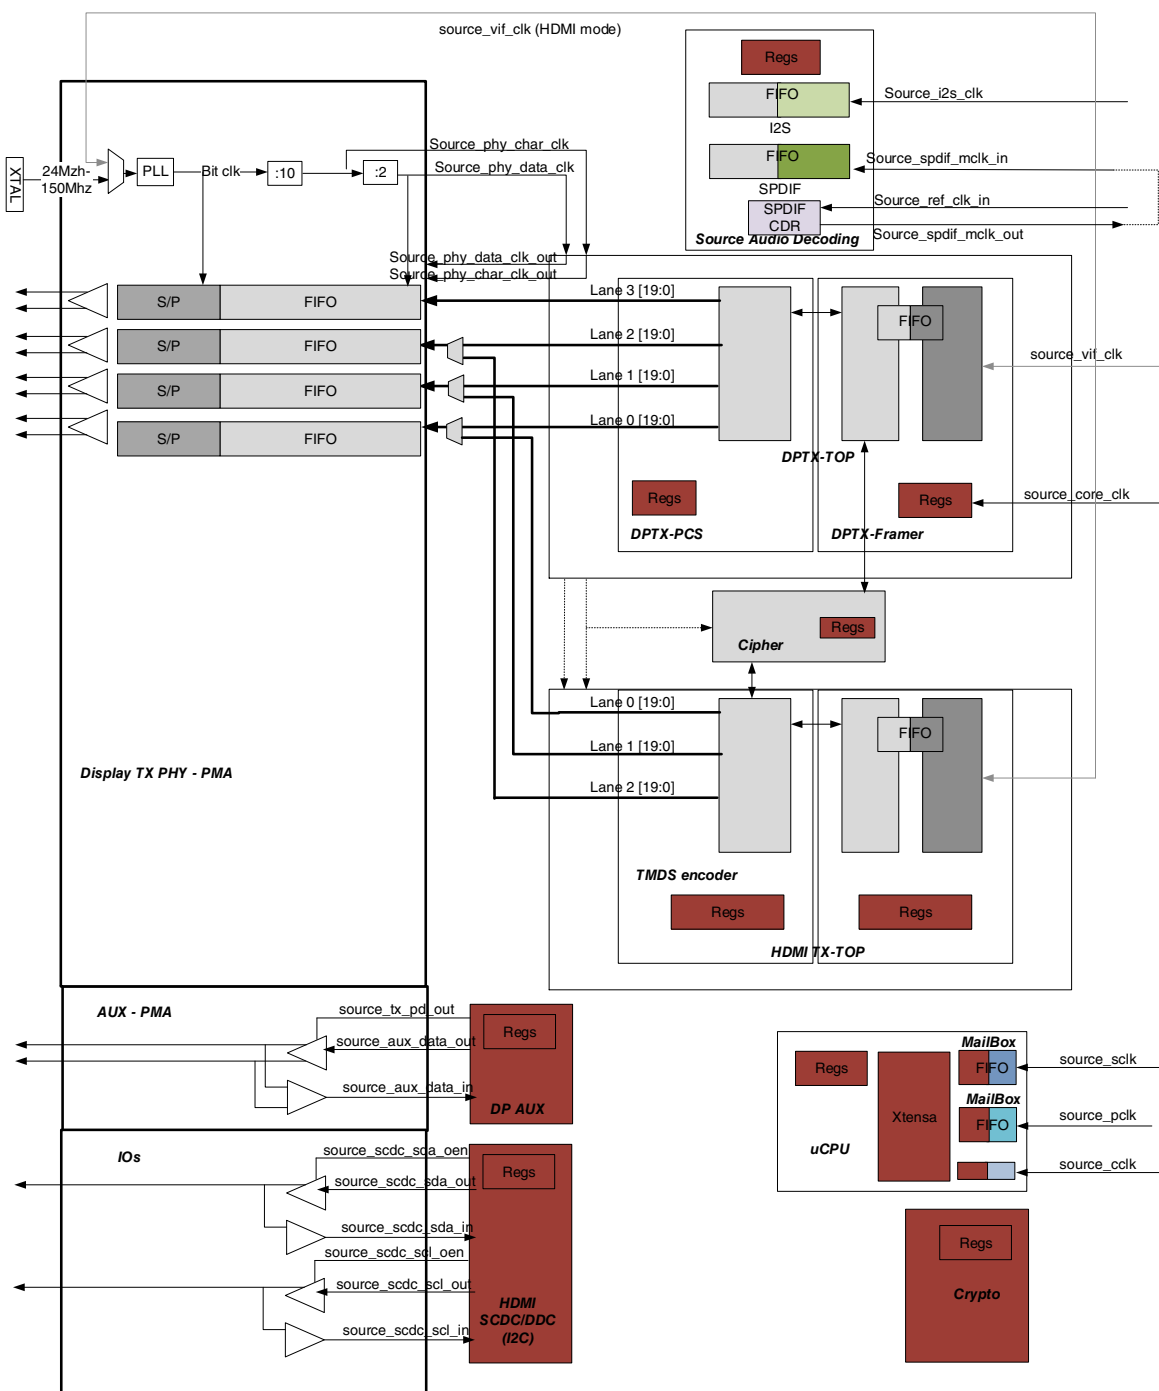 source_vif_clk (HDMI mode)
Regs
FIFO
Source_i2s_clk
I2S
FIFO
Source_spdif_mclk_in
SPDIF
SPDIF
CDR
Source_ref_clk_in
Source_spdif_mclk_out
Source Audio Decoding
XTAL
24Mzh-
150Mhz
PLL
Bit clk
:10
:2
Source_phy_char_clk
Source_phy_data_clk
Source_phy_data_clk_out
Source_phy_char_clk_out
S/P
FIFO
Lane 3 [19:0]
S/P
FIFO
Lane 2 [19:0]
S/P
FIFO
Lane 1 [19:0]
S/P
FIFO
Lane 0 [19:0]
FIFO
source_vif_clk
DPTX-TOP
Regs
Regs
source_core_clk
DPTX-PCS
DPTX-Framer
Regs
Cipher
Lane 0 [19:0]
Lane 1 [19:0]
Lane 2 [19:0]
FIFO
Display TX PHY - PMA
TMDS encoder
Regs
Regs
HDMI TX-TOP
AUX - PMA
source_tx_pd_out
source_aux_data_out
source_aux_data_in
Regs
DP AUX
IOs
source_scdc_sda_oen
source_scdc_sda_out
source_scdc_sda_in
source_scdc_scl_oen
source_scdc_scl_out
source_scdc_scl_in
Regs
HDMI
SCDC/DDC
(I2C)
MailBox
Regs
FIFO
source_sclk
MailBox
Xtensa
FIFO
source_pclk
uCPU
source_cclk
Regs
Crypto